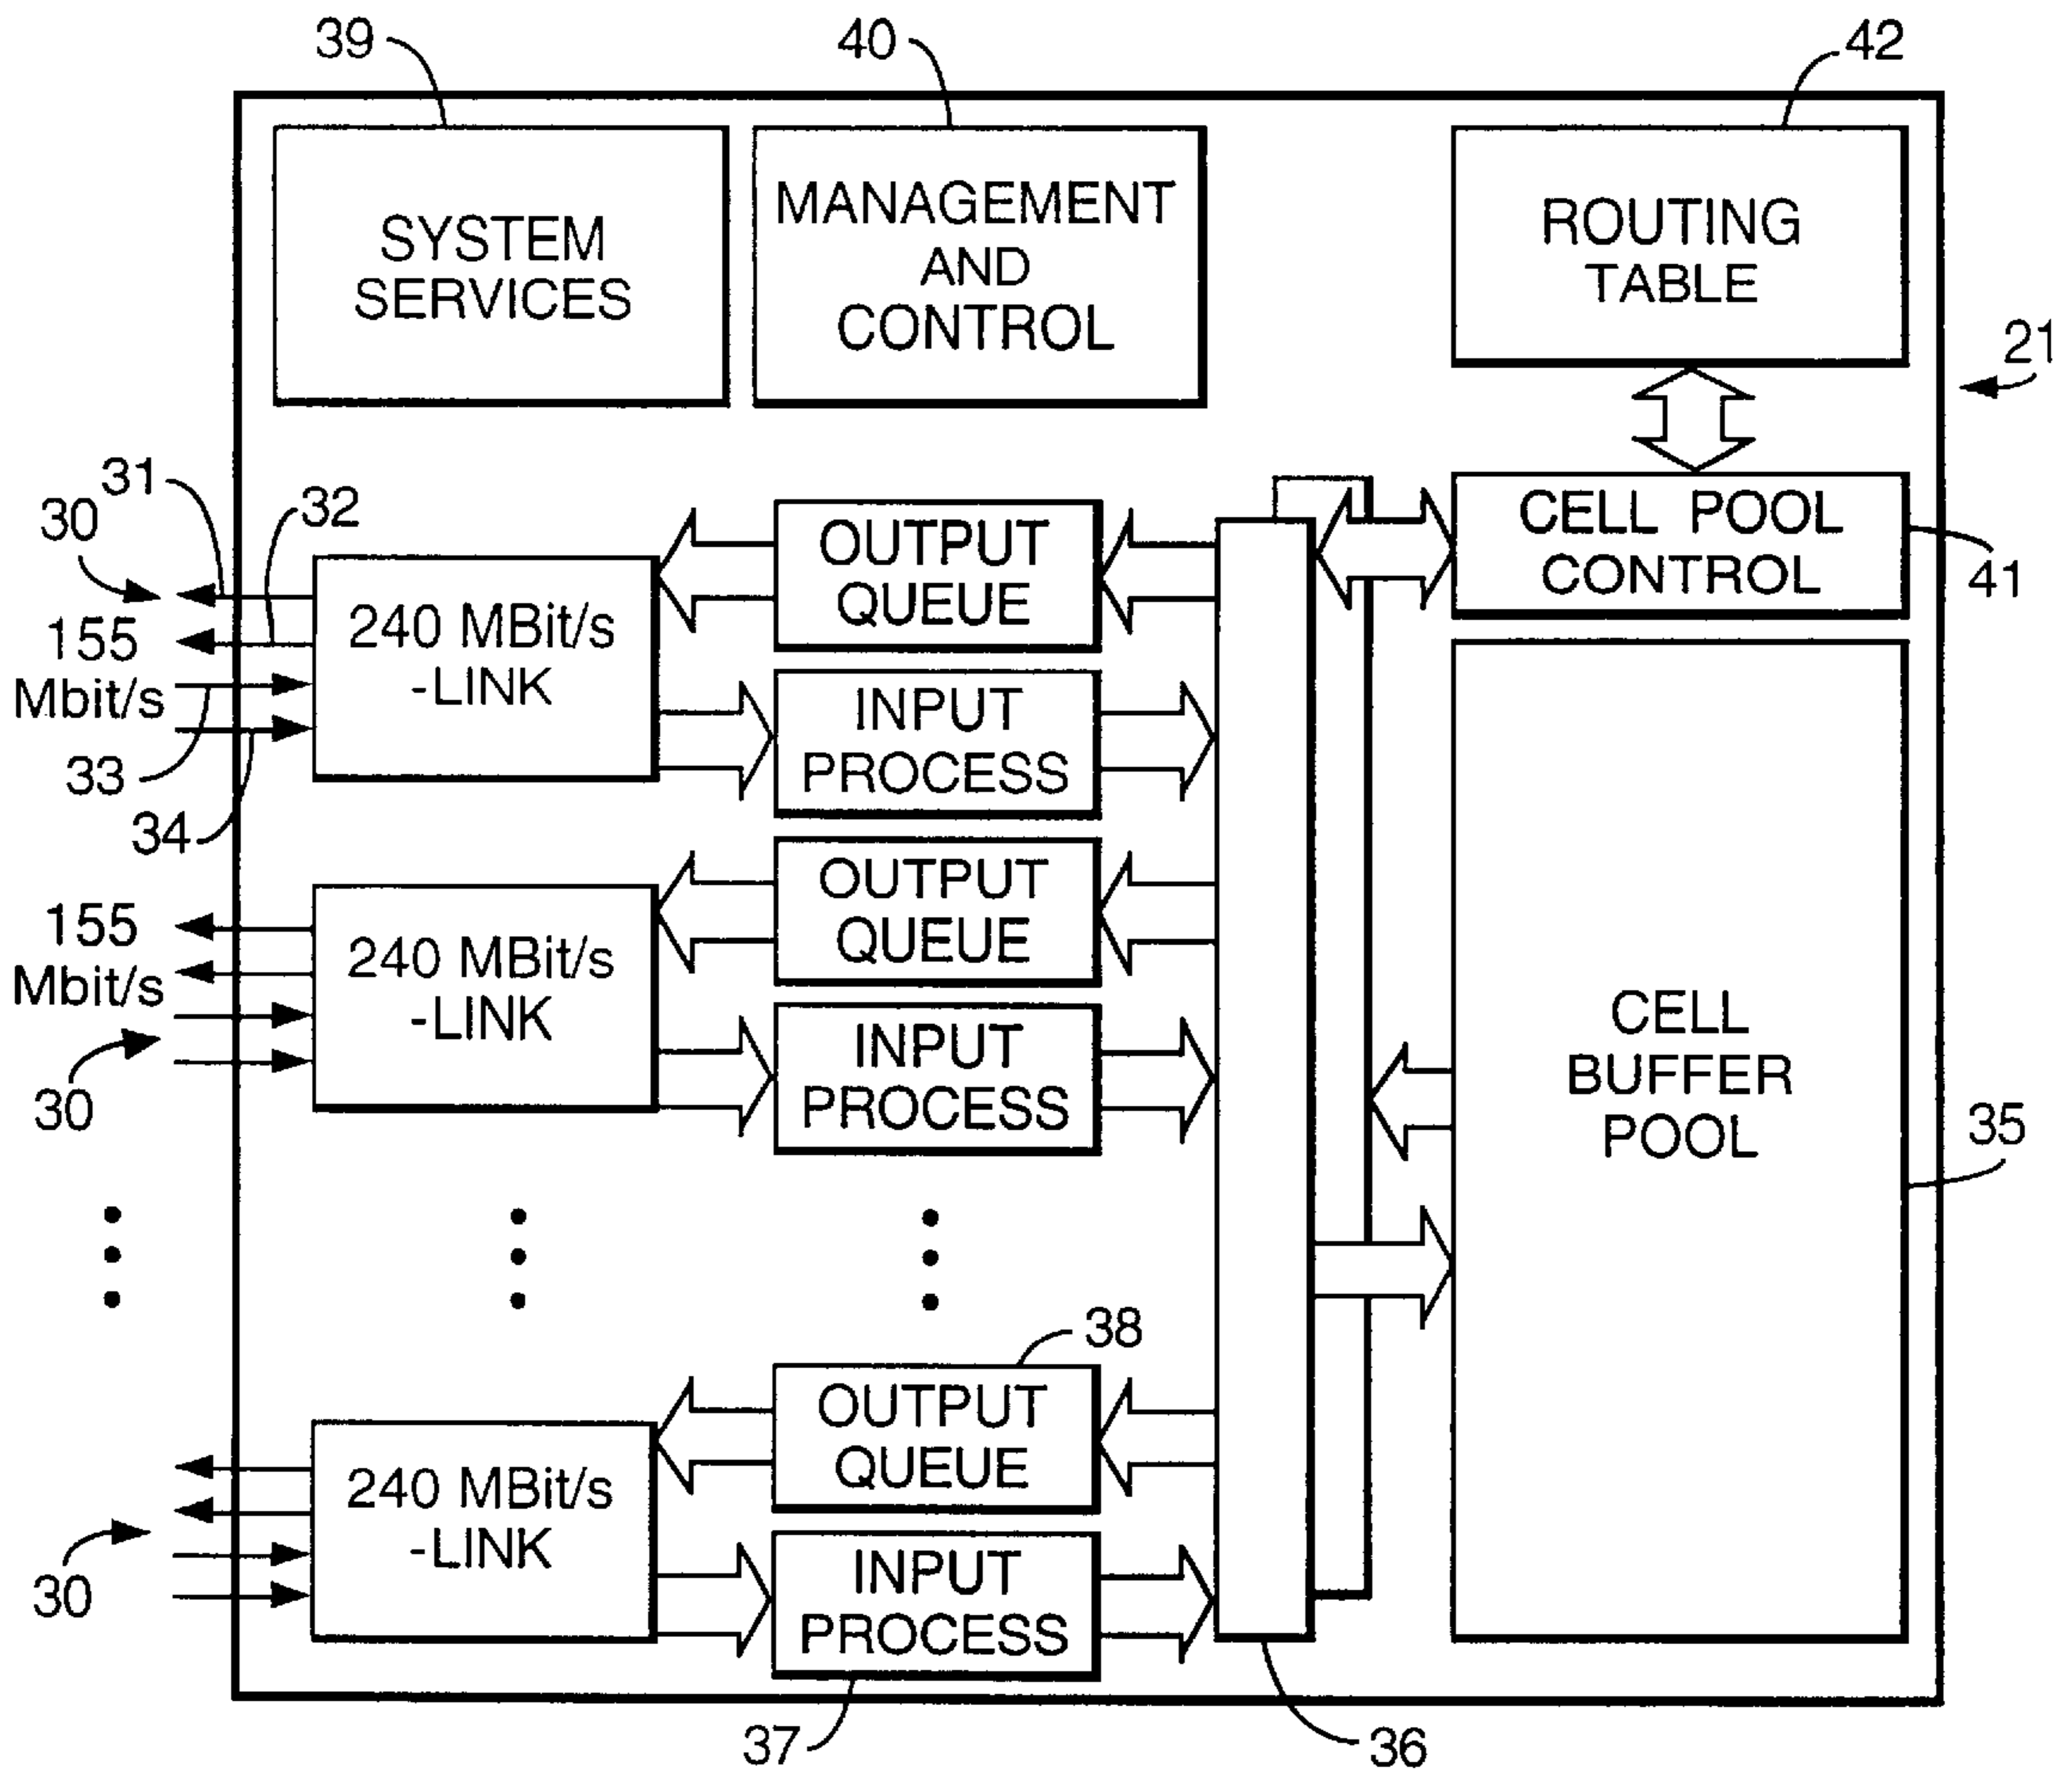 39
40
42
SYSTEM
SERVICES
MANAGEMENT
AND
CONTROL
ROUTING
TABLE
21
31
30
32
155
Mbit/s
33
34
240 MBit/s
-LINK
OUTPUT
QUEUE
INPUT
PROCESS
CELL POOL
CONTROL
41
155
Mbit/s
30
240 MBit/s
-LINK
OUTPUT
QUEUE
INPUT
PROCESS
CELL
BUFFER
POOL
35
38
30
240 MBit/s
-LINK
OUTPUT
QUEUE
INPUT
PROCESS
37
36